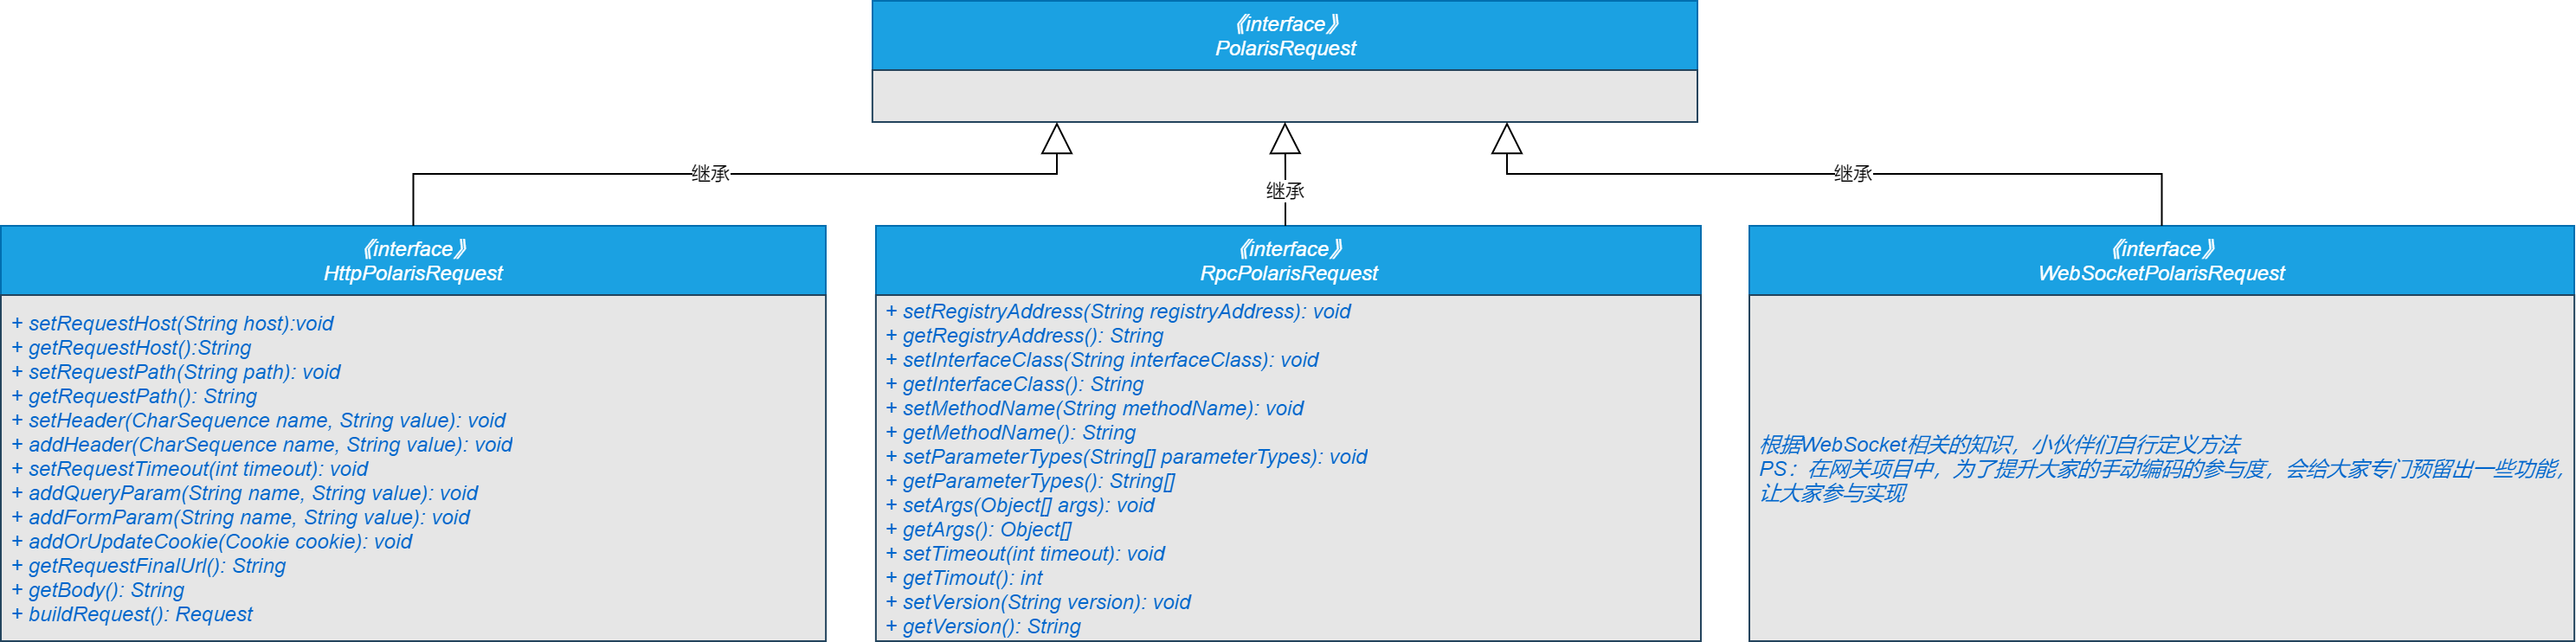 《interface》
PolarisRequest
继承
继承
继承
《interface》
HttpPolarisRequest
+ setRequestHost(String host):void
+ getRequestHost():String
+ setRequestPath(String path): void
+ getRequestPath(): String
+ setHeader(CharSequence name, String value): void
+ addHeader(CharSequence name, String value): void
+ setRequestTimeout(int timeout): void
+ addQueryParam(String name, String value): void
+ addFormParam(String name, String value): void
+ addOrUpdateCookie(Cookie cookie): void
+ getRequestFinalUrl(): String
+ getBody(): String
+ buildRequest(): Request
《interface》
RpcPolarisRequest
+ setRegistryAddress(String registryAddress): void
+ getRegistryAddress(): String
+ setInterfaceClass(String interfaceClass): void
+ getInterfaceClass(): String
+ setMethodName(String methodName): void
+ getMethodName(): String
+ setParameterTypes(String[] parameterTypes): void
+ getParameterTypes(): String[]
+ setArgs(Object[] args): void
+ getArgs(): Object[]
+ setTimeout(int timeout): void
+ getTimout(): int
+ setVersion(String version): void
+ getVersion(): String
《interface》
WebSocketPolarisRequest
根据WebSocket相关的知识，小伙伴们自行定义方法
PS：在网关项目中，为了提升大家的手动编码的参与度，会给大家专门预留出一些功能，
让大家参与实现